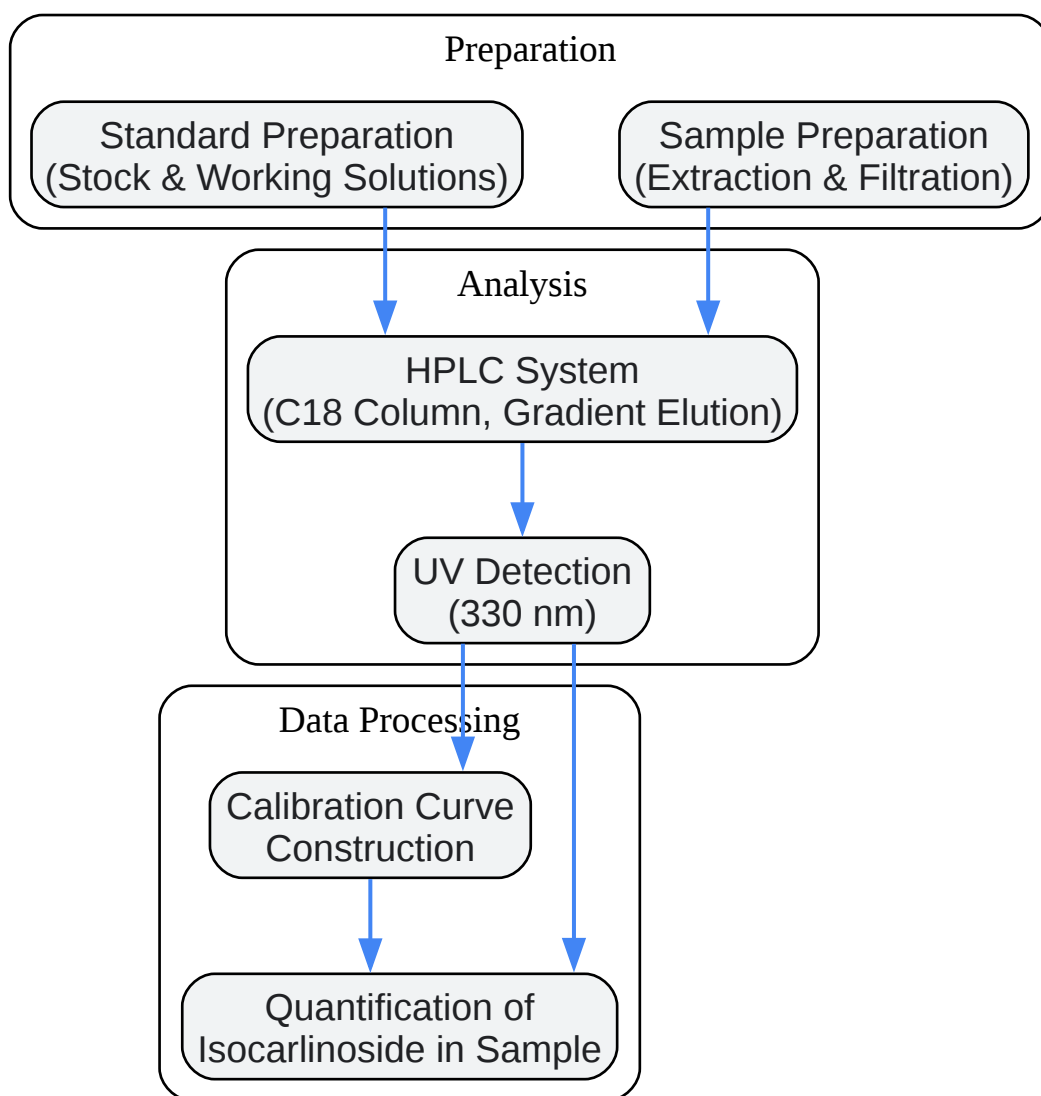 Preparation
Standard Preparation
(Stock & Working Solutions)
Sample Preparation
(Extraction & Filtration)
Analysis
HPLC System
(C18 Column, Gradient Elution)
UV Detection
(330 nm)
Data Processing
Calibration Curve
Construction
Quantification of
Isocarlinoside in Sample